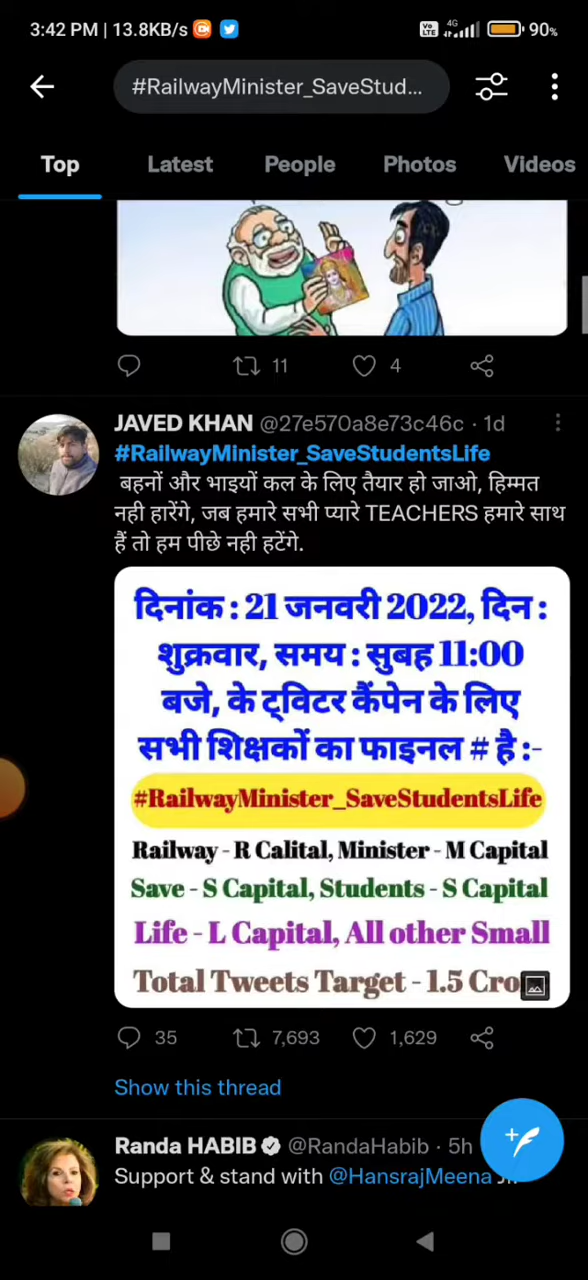 3:42 PM | 13.8KB/s
Vo LTE 4G 90%
#RailwayMinister_SaveStud...
Top Latest People Photos Videos
11 4
JAVED KHAN @27e570a8e73c46c · 1d
#RailwayMinister_SaveStudentsLife
बहनों और भाइयों कल के लिए तैयार हो जाओ, हिम्मत
नही हारेंगे, जब हमारे सभी प्यारे TEACHERS हमारे साथ
हैं तो हम पीछे नही हटेंगे.
दिनांक : 21 जनवरी 2022, दिन :
शुक्रवार, समय : सुबह 11:00
बजे, के ट्विटर कैंपेन के लिए
सभी शिक्षकों का फाइनल # है :-
#RailwayMinister_SaveStudentsLife
Railway - R Calital, Minister - M Capital
Save - S Capital, Students - S Capital
Life - L Capital, All other Small
Total Tweets Target - 1.5 Cro
35 7,693 1,629
Show this thread
Randa HABIB @RandaHabib · 5h
Support & stand with @HansrajMeena